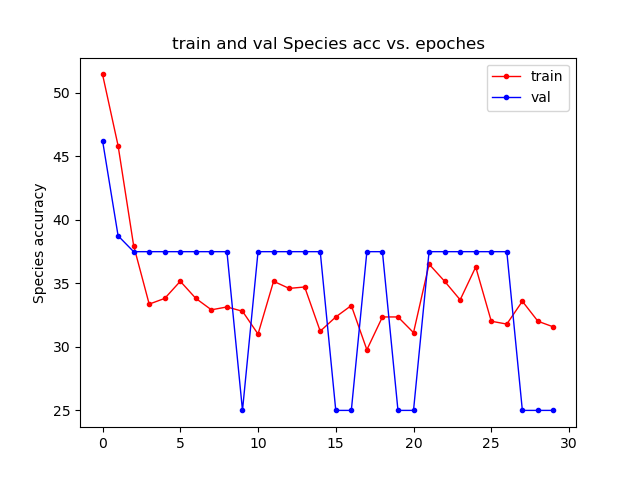 train and val Species acc vs. epoches
train
val
Species accuracy
50
45
40
35
30
25
0 5 10 15 20 25 30